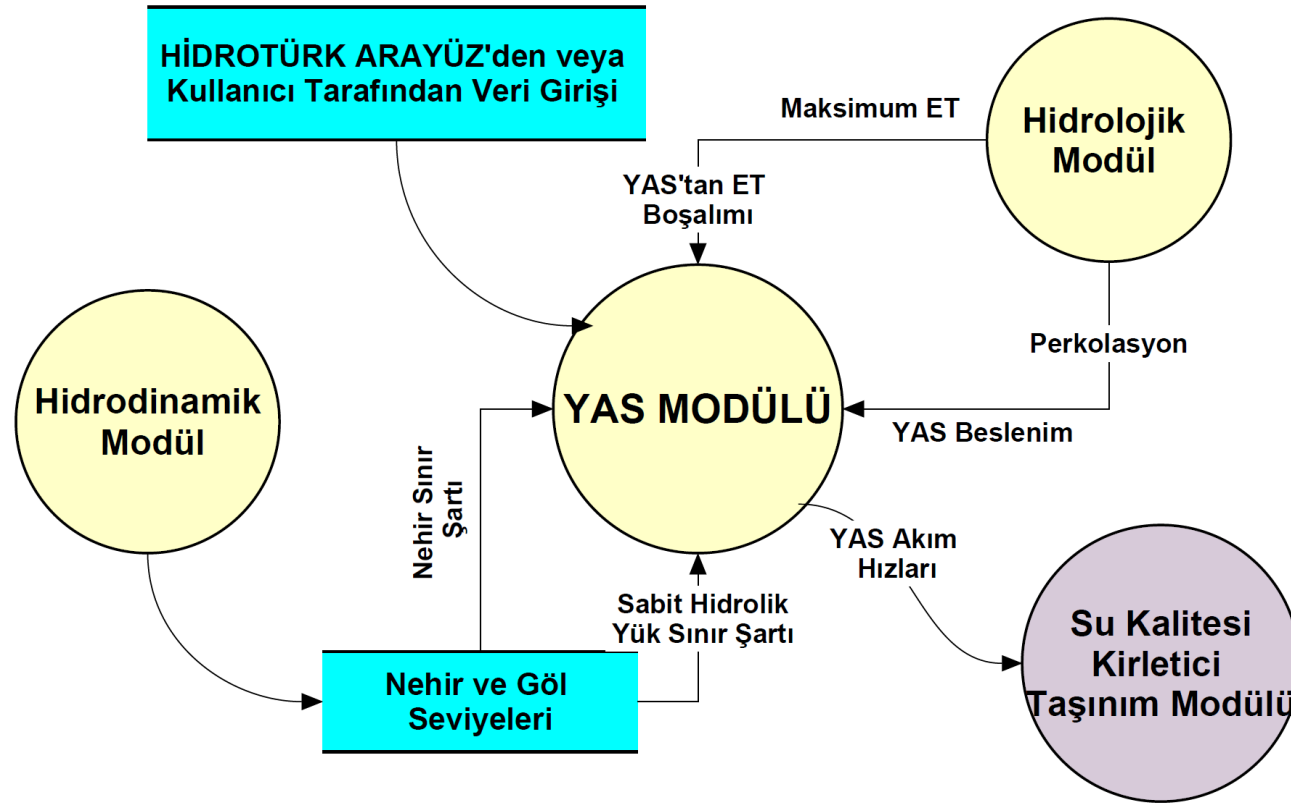 HİDROTÜRK ARAYÜZ'den veya
Kullanıcı Tarafından Veri Girişi
Maksimum ET
Hidrolojik
Modül
YAS'tan ET
Boşalımı
Perkolasyon
Hidrodinamik
Modül
YAS MODÜLÜ
YAS Beslenim
Nehir Sınır
Şartı
YAS Akım
Hızları
Sabit Hidrolik
Yük Sınır Şartı
Su Kalitesi
Kirletici
Taşınım Modülü
Nehir ve Göl
Seviyeleri